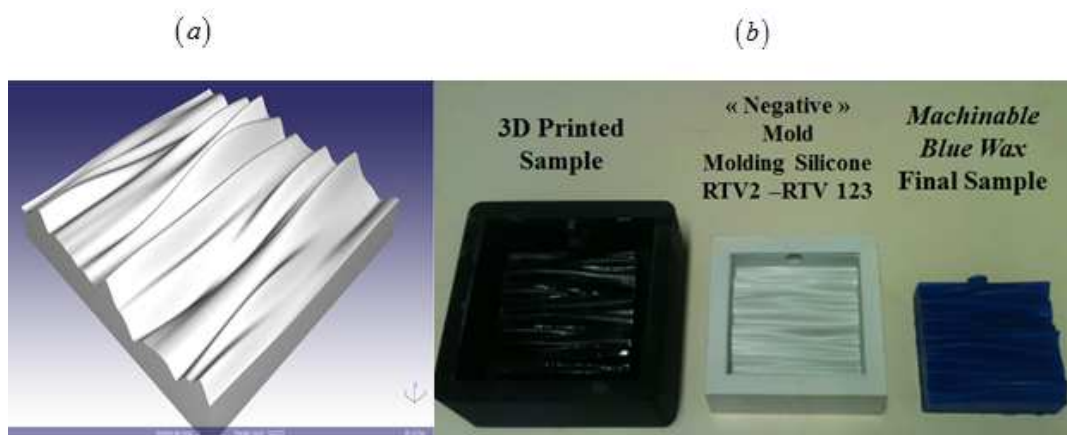 (a)
(b)
3D Printed
Sample
« Negative »
Mold
Molding Silicone
RTV2 –RTV 123
Machinable
Blue Wax
Final Sample